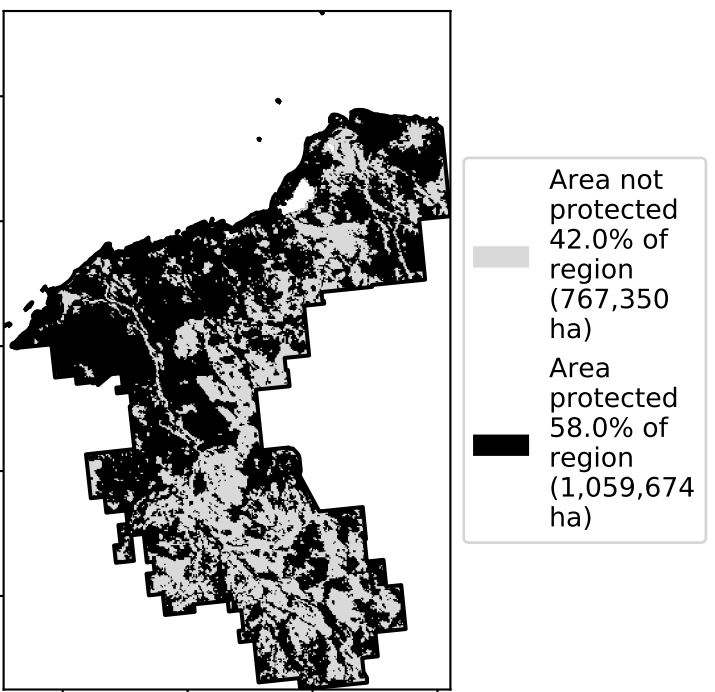 Area not
protected
42.0% of
region
(767,350
ha)
Area
protected
58.0% of
region
(1,059,674
ha)